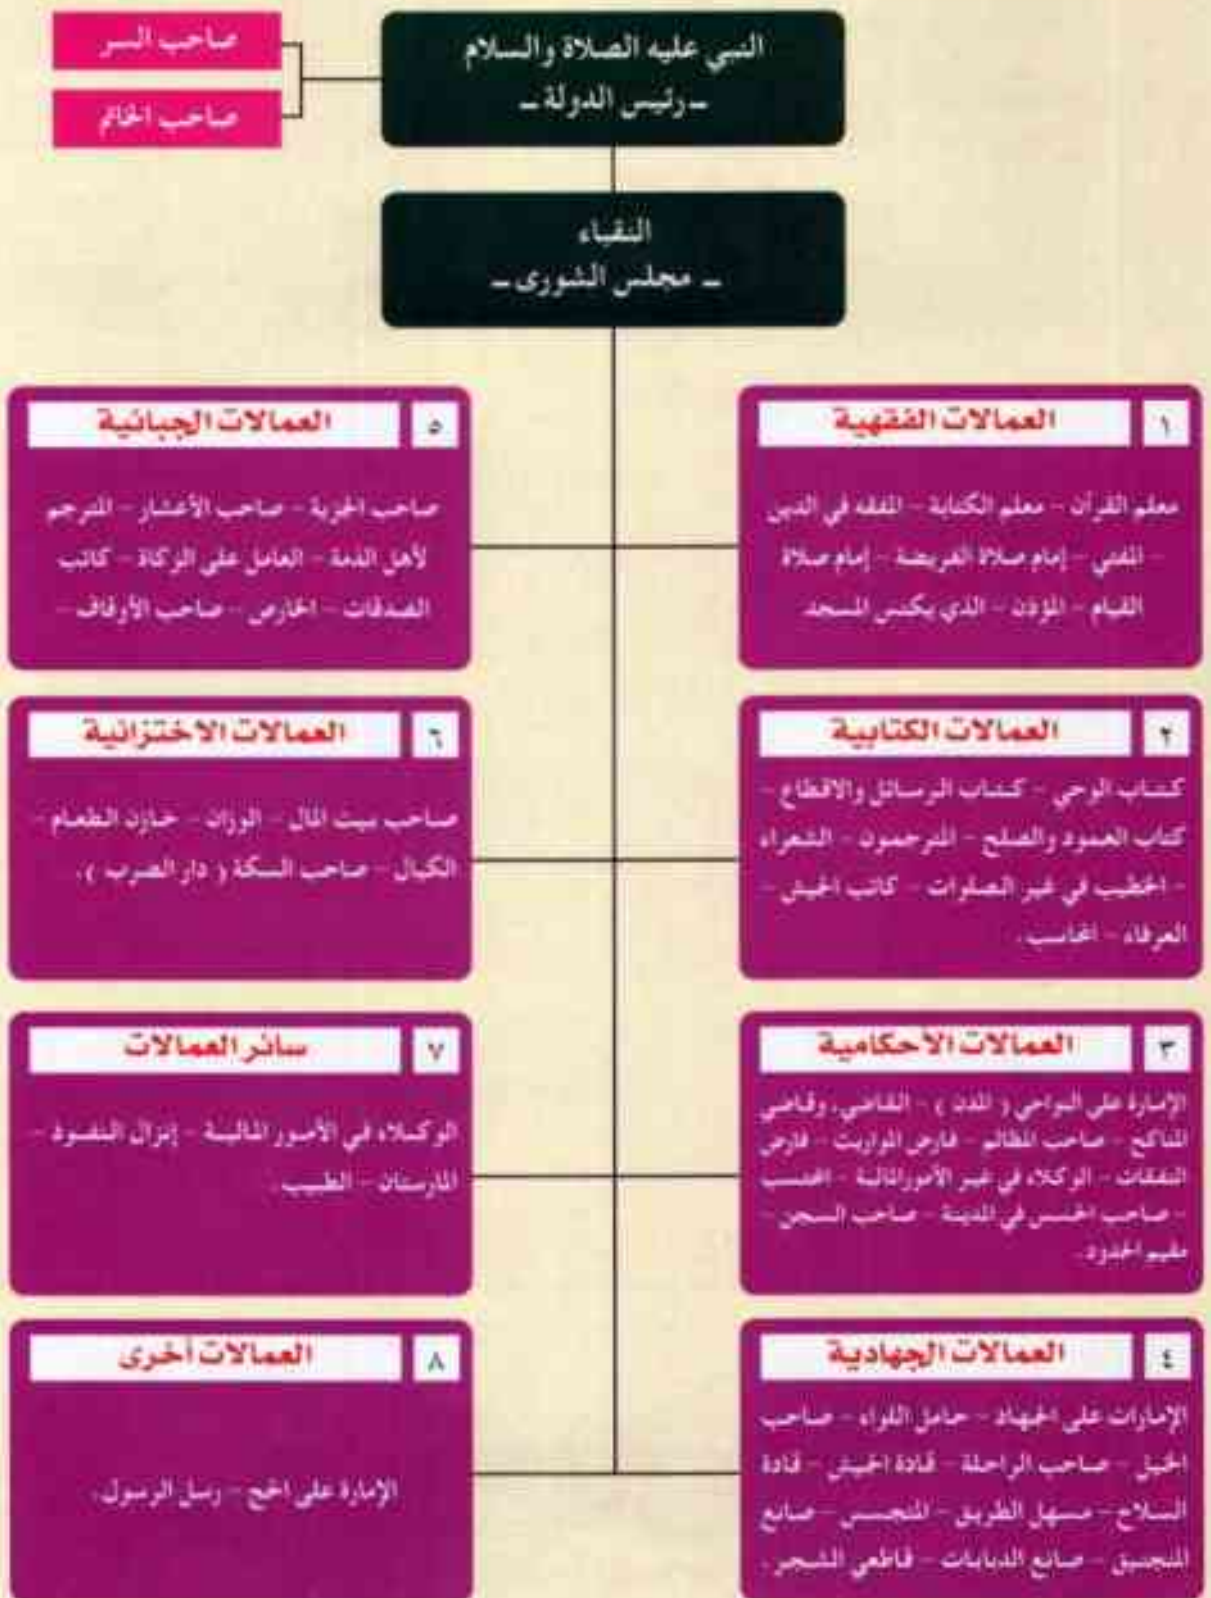 النبي عليه الصلاة والسلام
ـ رئيس الدولة ـ
صاحب السر
صاحب الخاتم
النقباء
ـ مجلس الشورى ـ
١ العمالات الفقهية
معلم القرآن - معلم الكتابة - المفقه في الدين
- المفتي - إمام صلاة الفريضة - إمام صلاة
القيام - المؤذن - الذي يكنس المسجد
٢ العمالات الكتابية
كتاب الوحي - كتاب الرسائل والاقطاع -
كتاب العهود والصلح - المترجمون - الشعراء
- الخطيب في غير الصلوات - كاتب الجيش -
العرفاء - المحاسب .
٣ العمالات الأحكامية
الإمارة على النواحي ( المدن ) - القاضي، وقاضي
المناكح - صاحب المظالم - فارض المواريث - فارض
النفقات - الوكلاء في غير الأمور المالية - المحتسب
- صاحب العسس في المدينة - صاحب السجن -
مقيم الحدود .
٤ العمالات الجهادية
الإمارات على الجهاد - حامل اللواء - صاحب
الخيل - صاحب الراحلة - قادة الجيش - قادة
السلاح - مسهل الطريق - المتجسس - صانع
المنجنيق - صانع الدبابات - قاطعي الشجر .
٥ العمالات الجبائية
صاحب الجزية - صاحب الأعشار - المترجم
لأهل الذمة - العامل على الزكاة - كاتب
الصدقات - الخارص - صاحب الأوقاف -
٦ العمالات الاختزانية
صاحب بيت المال - الوزان - خازن الطعام -
الكيال - صاحب السكة ( دار الضرب ) .
٧ سائر العمالات
الوكلاء في الأمور المالية - إنزال الوفود -
المارستان - الطبيب .
٨ العمالات أخرى
الإمارة على الحج - رسل الرسول .